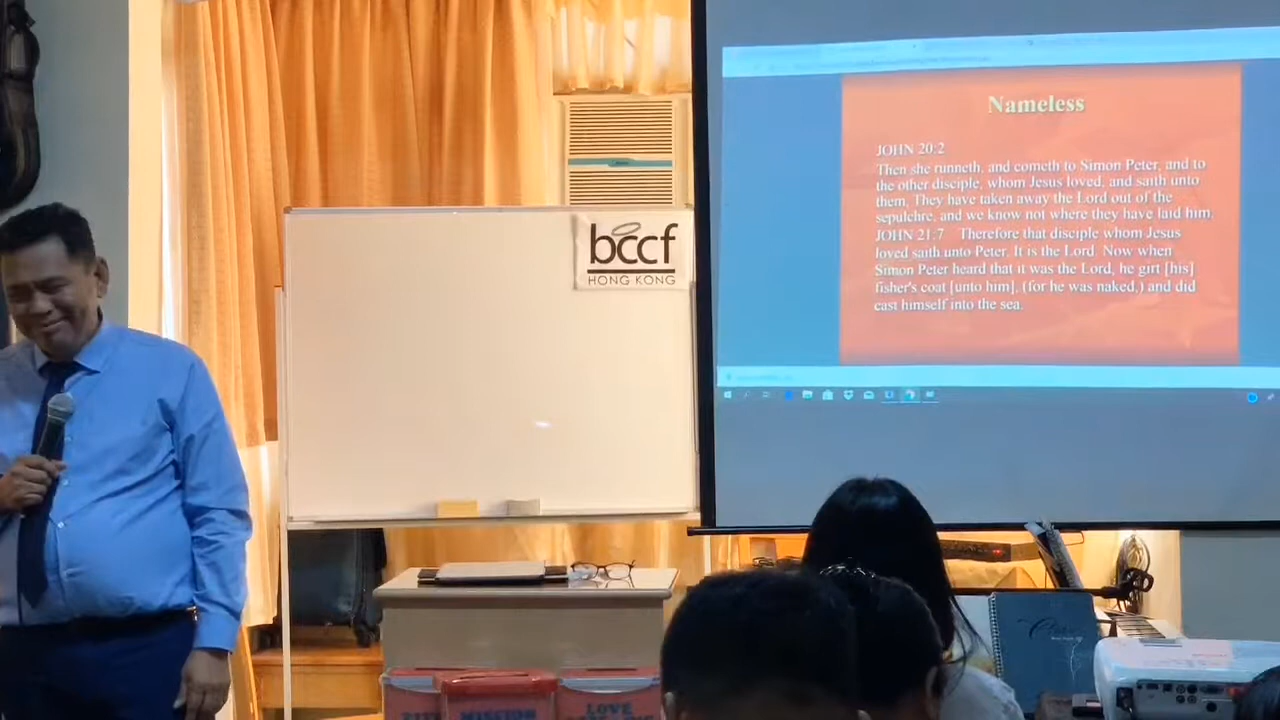 bccf
HONG KONG
Nameless
JOHN 20:2
Then she runneth, and cometh to Simon Peter, and to
the other disciple, whom Jesus loved, and saith unto
them, They have taken away the Lord out of the
sepulchre, and we know not where they have laid him.
JOHN 21:7 Therefore that disciple whom Jesus
loved saith unto Peter, It is the Lord. Now when
Simon Peter heard that it was the Lord, he girt [his]
fisher's coat [unto him], (for he was naked,) and did
cast himself into the sea.
MISSION
LOVE